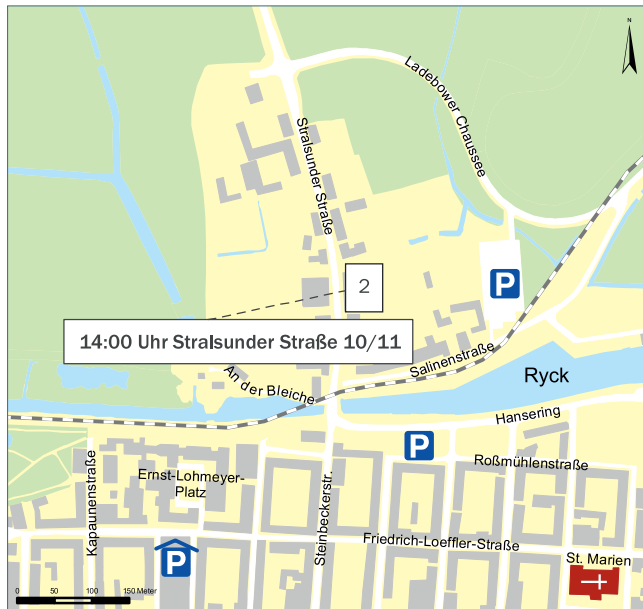 N
Ladebower Chaussee
Stralsunder Straße
P
2
14:00 Uhr Stralsunder Straße 10/11
Salinenstraße
An der Bleiche
Ryck
Hansering
P
Roßmühlenstraße
Ernst-Lohmeyer-
Platz
Kapaunenstraße
Steinbeckerstr.
Friedrich-Loeffler-Straße
P
St. Marien
0 50 100 150 Meter